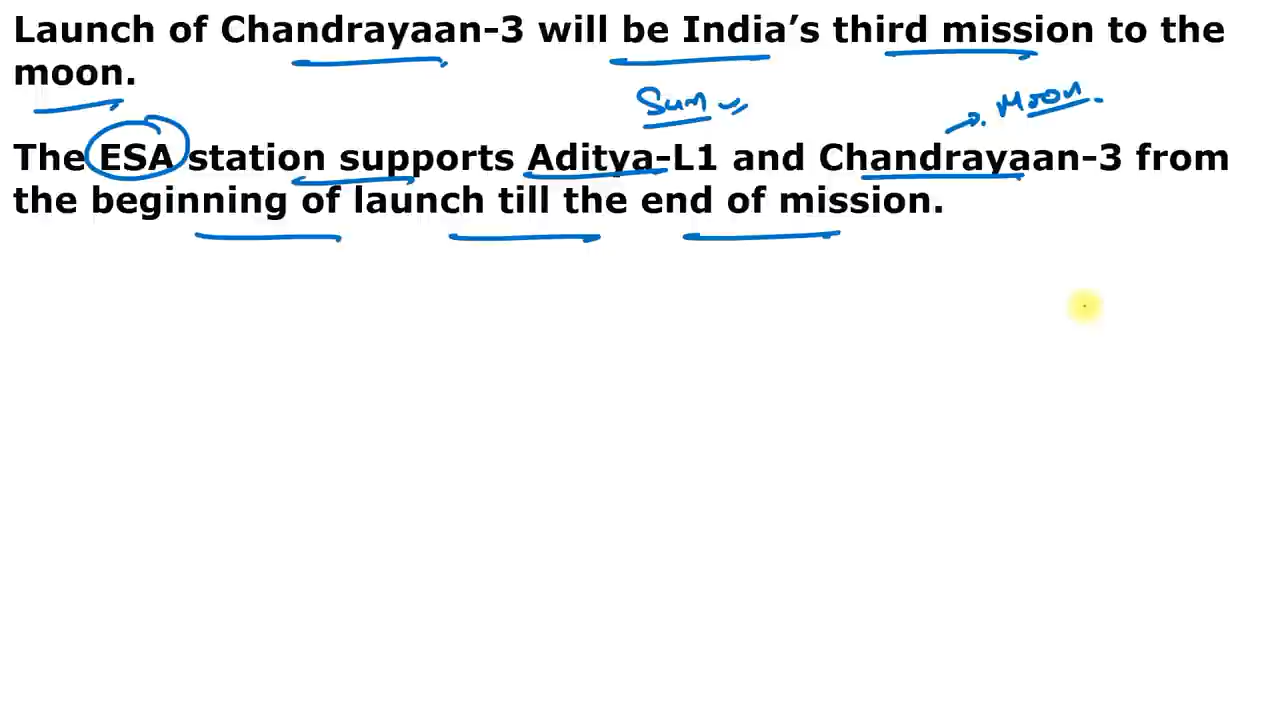 Launch of Chandrayaan-3 will be India’s third mission to the
moon.
Sun
Moon.
The ESA station supports Aditya-L1 and Chandrayaan-3 from
the beginning of launch till the end of mission.